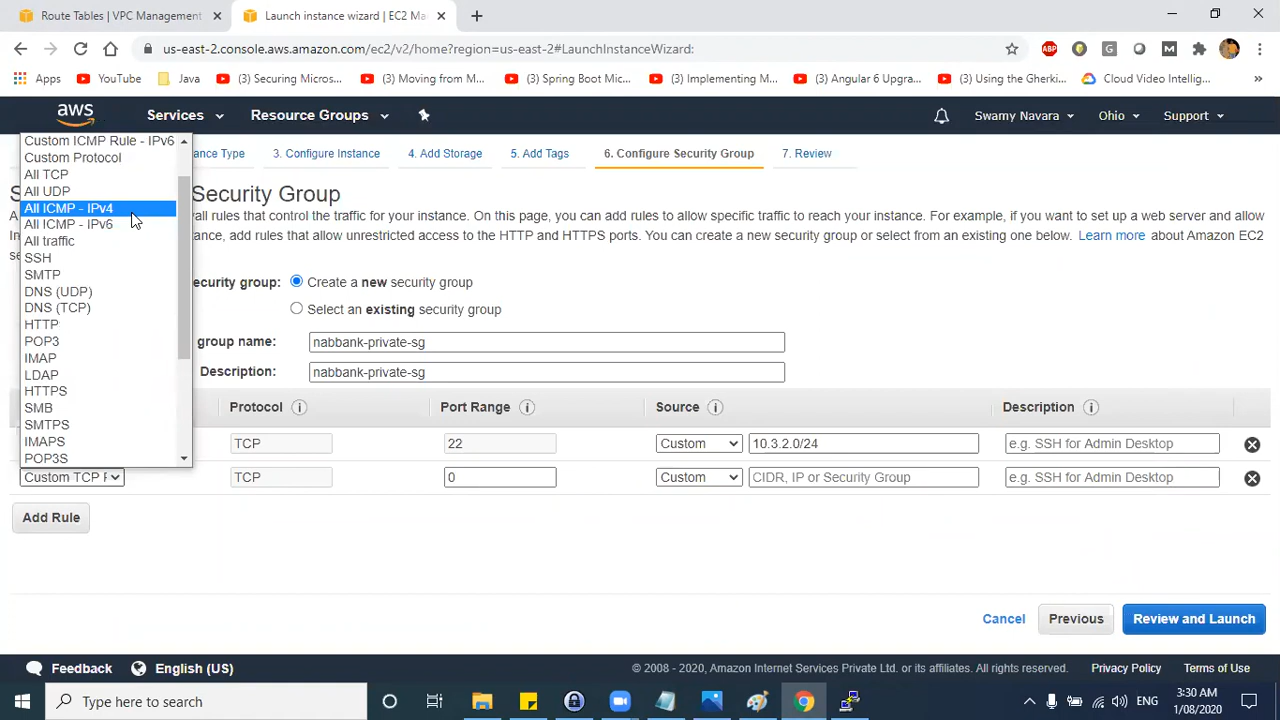 Route Tables | VPC Management
Launch instance wizard | EC2 Ma
us-east-2.console.aws.amazon.com/ec2/v2/home?region=us-east-2#LaunchInstanceWizard:
Apps
YouTube
Java
(3) Securing Micros...
(3) Moving from M...
(3) Spring Boot Mic...
(3) Implementing M...
(3) Angular 6 Upgra...
(3) Using the Gherki...
Cloud Video Intellig...
aws
Services
Resource Groups
Swamy Navara
Ohio
Support
ance Type
3. Configure Instance
4. Add Storage
5. Add Tags
6. Configure Security Group
7. Review
Custom ICMP Rule - IPv6
Custom Protocol
All TCP
All UDP
All ICMP - IPv4
All ICMP - IPv6
All traffic
SSH
SMTP
DNS (UDP)
DNS (TCP)
HTTP
POP3
IMAP
LDAP
HTTPS
SMB
SMTPS
IMAPS
POP3S
Security Group
all rules that control the traffic for your instance. On this page, you can add rules to allow specific traffic to reach your instance. For example, if you want to set up a web server and allow
tance, add rules that allow unrestricted access to the HTTP and HTTPS ports. You can create a new security group or select from an existing one below. Learn more about Amazon EC2
se
ecurity group:
Create a new security group
Select an existing security group
group name:
nabbank-private-sg
Description:
nabbank-private-sg
Protocol
Port Range
Source
Description
TCP
22
Custom
10.3.2.0/24
e.g. SSH for Admin Desktop
Custom TCP F
TCP
0
Custom
CIDR, IP or Security Group
e.g. SSH for Admin Desktop
Add Rule
Cancel
Previous
Review and Launch
Feedback
English (US)
© 2008 - 2020, Amazon Internet Services Private Ltd. or its affiliates. All rights reserved.
Privacy Policy
Terms of Use
Type here to search
ENG
3:30 AM
1/08/2020